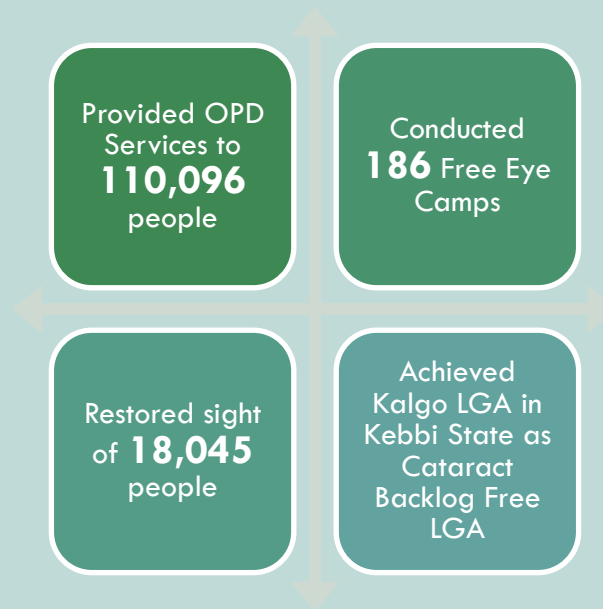 Provided OPD
Services to
110,096
people
Conducted
186 Free Eye
Camps
Restored sight
of 18,045
people
Achieved
Kalgo LGA in
Kebbi State as
Cataract
Backlog Free
LGA